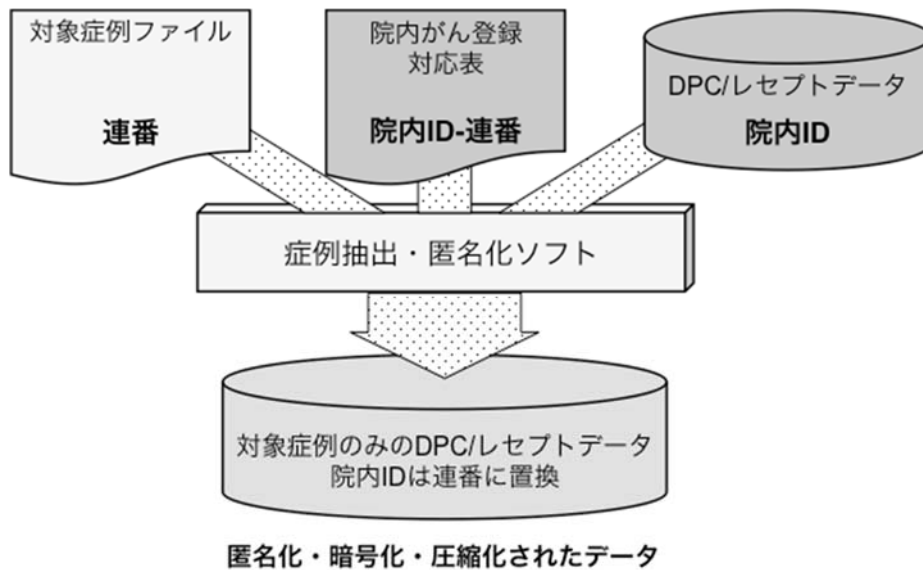 対象症例ファイル
連番
院内がん登録
対応表
院内ID-連番
DPC/レセプトデータ
院内ID
症例抽出・匿名化ソフト
対象症例のみのDPC/レセプトデータ
院内IDは連番に置換
匿名化・暗号化・圧縮化されたデータ